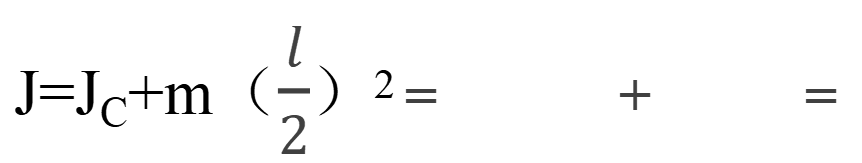 J=J_C+m(l/2)²=   +   =